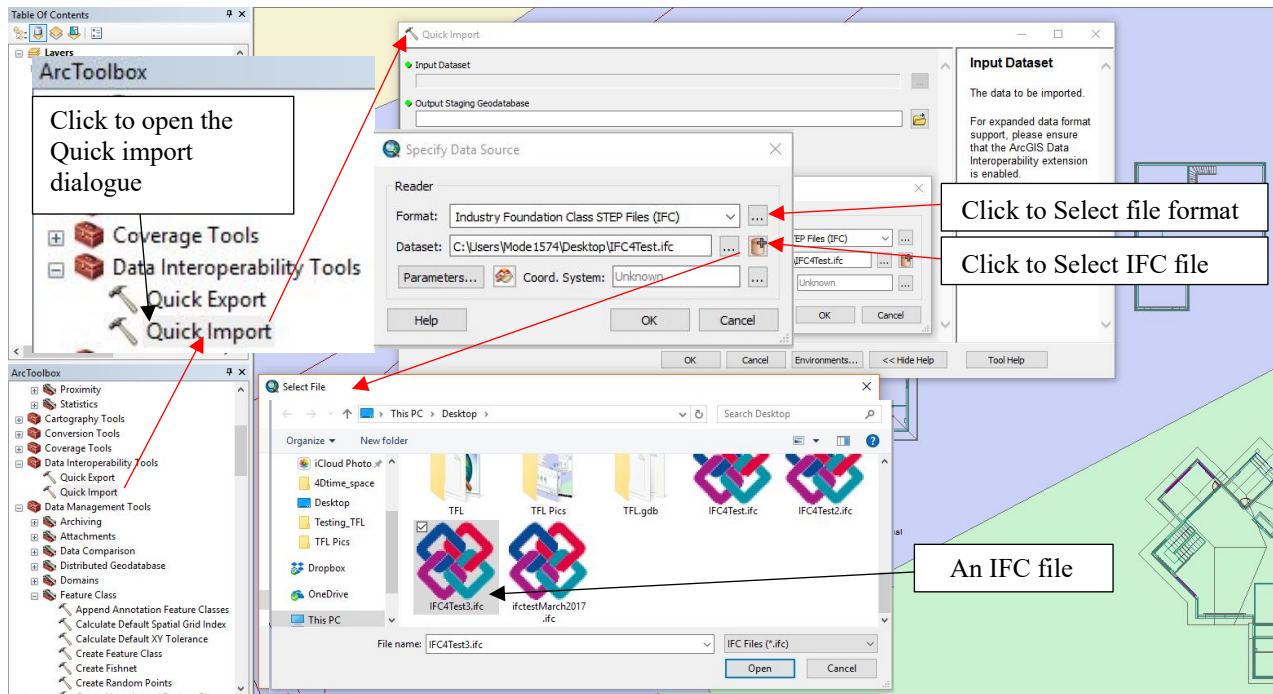 Table Of Contents
Layers
ArcToolbox
Click to open the
Quick import
dialogue
Coverage Tools
Data Interoperability Tools
Quick Export
Quick Import
ArcToolbox
Proximity
Statistics
Cartography Tools
Conversion Tools
Coverage Tools
Data Interoperability Tools
Quick Export
Quick Import
Data Management Tools
Archiving
Attachments
Data Comparison
Distributed Geodatabase
Domains
Feature Class
Append Annotation Feature Classes
Calculate Default Spatial Grid Index
Calculate Default XY Tolerance
Create Feature Class
Create Fishnet
Create Random Points
Quick Import
Input Dataset
Output Staging Geodatabase
Input Dataset
The data to be imported.
For expanded data format
support, please ensure
that the ArcGIS Data
Interoperability extension
is enabled.
Specify Data Source
Reader
Format: Industry Foundation Class STEP Files (IFC) ...
Dataset: C:\Users\Mode1574\Desktop\IFC4Test.ifc ...
Parameters... Coord. System: Unknown ...
Help OK Cancel
STEP Files (IFC) ...
\IFC4Test.ifc ...
Unknown ...
OK Cancel
Click to Select file format
Click to Select IFC file
OK Cancel Environments... << Hide Help Tool Help
Select File
This PC > Desktop >
Search Desktop
Organize New folder
iCloud Photo
4Dtime_space
Desktop
Testing_TFL
TFL Pics
Dropbox
OneDrive
This PC
TFL TFL Pics TFL.gdb IFC4Test.ifc IFC4Test2.ifc
IFC4Test3.ifc ifctestMarch2017
.ifc
An IFC file
File name: IFC4Test3.ifc IFC Files (*.ifc)
Open Cancel